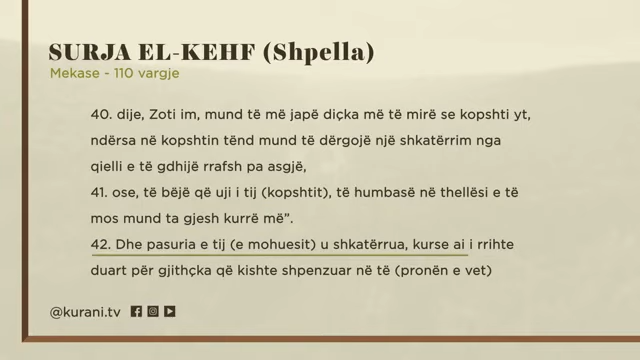 SURJA EL-KEHF (Shpella)
Mekase - 110 vargje
40. dije, Zoti im, mund të më japë diçka më të mirë se kopshti yt,
ndërsa në kopshtin tënd mund të dërgojë një shkatërrim nga
qielli e të gdhijë rrafsh pa asgjë,
41. ose, të bëjë që uji i tij (kopshtit), të humbasë në thellësi e të
mos mund ta gjesh kurrë më”.
42. Dhe pasuria e tij (e mohuesit) u shkatërrua, kurse ai i rrihte
duart për gjithçka që kishte shpenzuar në të (pronën e vet)
@kurani.tv